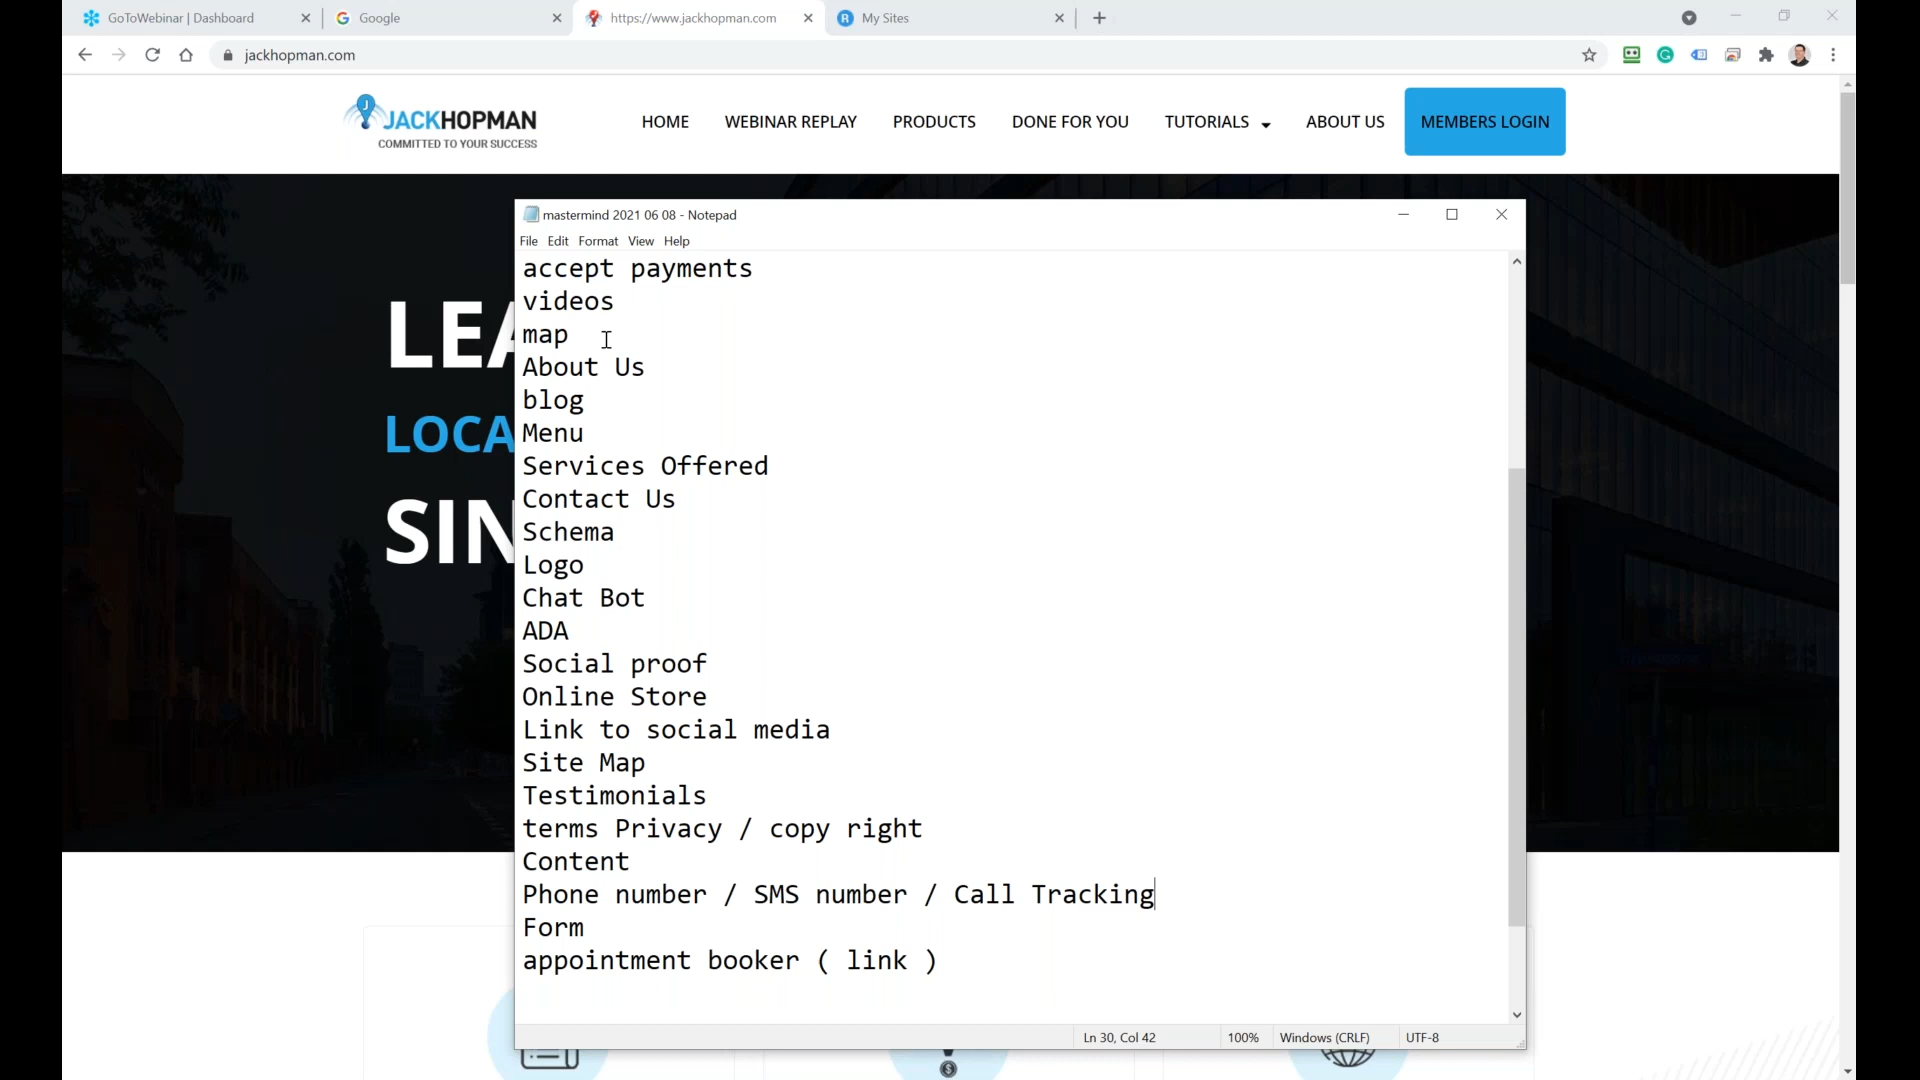 GoToWebinar | Dashboard
Google
https://www.jackhopman.com
My Sites
jackhopman.com
JACKHOPMAN
COMMITTED TO YOUR SUCCESS
HOME
WEBINAR REPLAY
PRODUCTS
DONE FOR YOU
TUTORIALS
ABOUT US
MEMBERS LOGIN
LEA
LOCA
SIN
mastermind 2021 06 08 - Notepad
File Edit Format View Help
accept payments
videos
map
About Us
blog
Menu
Services Offered
Contact Us
Schema
Logo
Chat Bot
ADA
Social proof
Online Store
Link to social media
Site Map
Testimonials
terms Privacy / copy right
Content
Phone number / SMS number / Call Tracking
Form
appointment booker ( link )
Ln 30, Col 42
100%
Windows (CRLF)
UTF-8